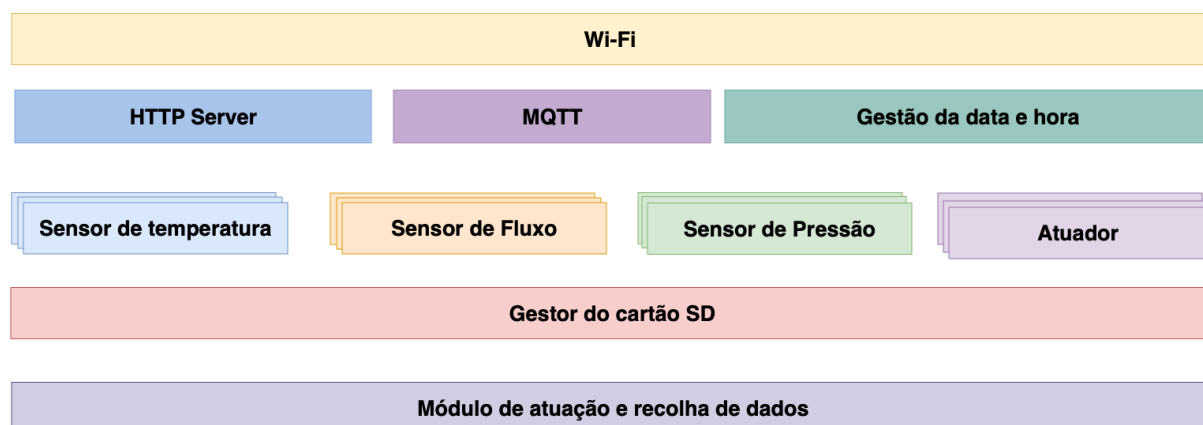 Wi-Fi
HTTP Server
MQTT
Gestão da data e hora
Sensor de temperatura
Sensor de Fluxo
Sensor de Pressão
Atuador
Gestor do cartão SD
Módulo de atuação e recolha de dados